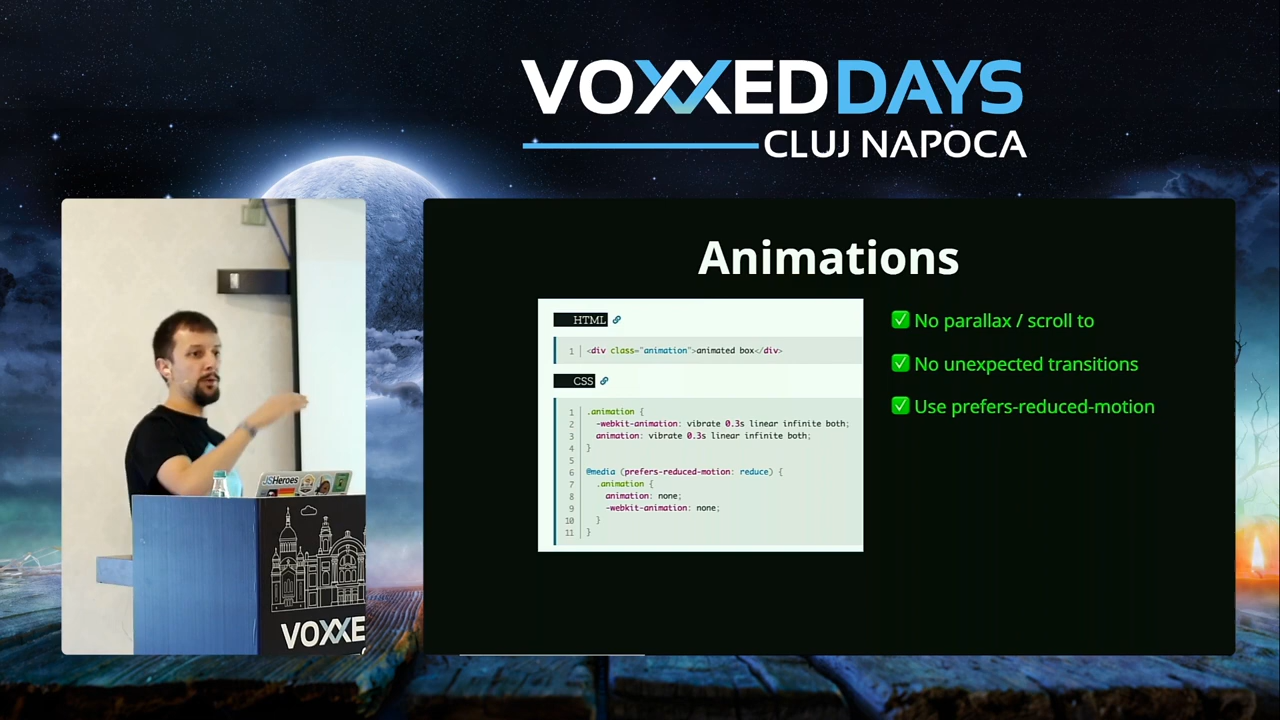 VOXXED DAYS
CLUJ NAPOCA
Animations
HTML
1 <div class="animation">animated box</div>
CSS
1 .animation {
2 -webkit-animation: vibrate 0.3s linear infinite both;
3 animation: vibrate 0.3s linear infinite both;
4 }
5
6 @media (prefers-reduced-motion: reduce) {
7 .animation {
8 animation: none;
9 -webkit-animation: none;
10 }
11 }
✅ No parallax / scroll to
✅ No unexpected transitions
✅ Use prefers-reduced-motion
JSHeroes
VOXXE